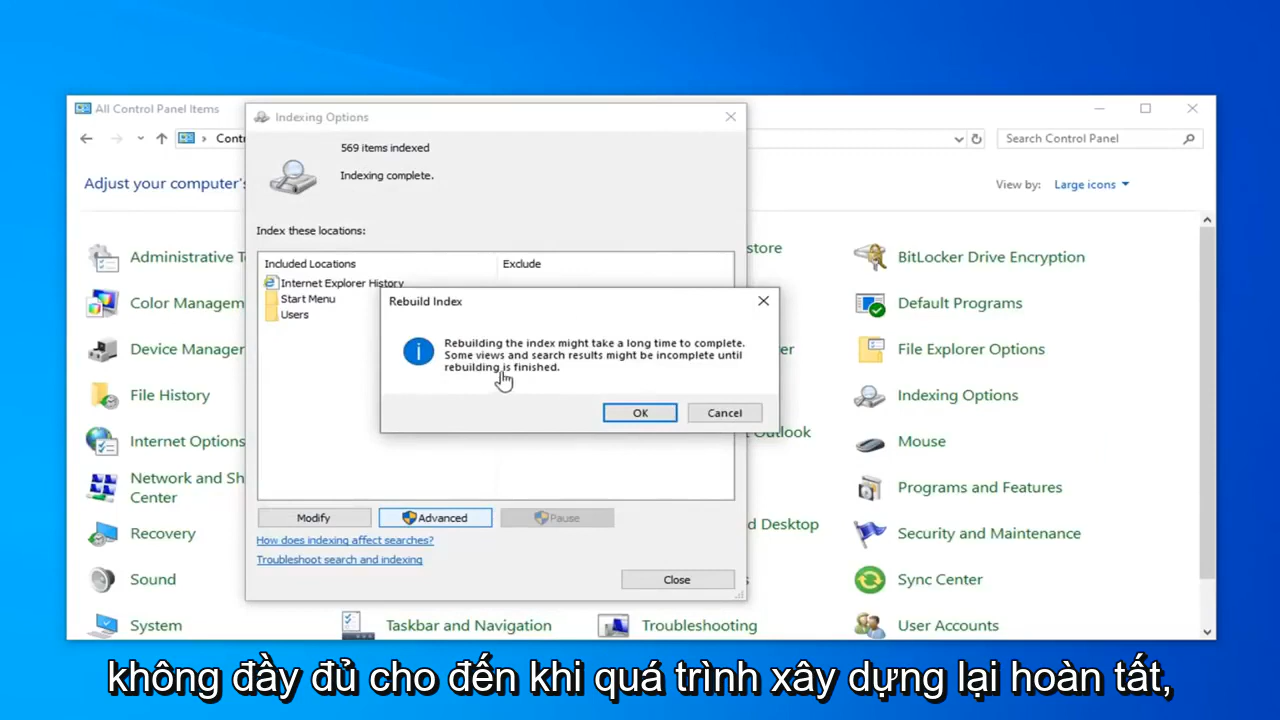 All Control Panel Items
Contr
Search Control Panel
Adjust your computer's
View by:
Large icons
Indexing Options
569 items indexed
Indexing complete.
Index these locations:
Included Locations
Exclude
Internet Explorer History
Start Menu
Users
Rebuild Index
Rebuilding the index might take a long time to complete.
Some views and search results might be incomplete until
rebuilding is finished.
OK
Cancel
Modify
Advanced
Pause
How does indexing affect searches?
Troubleshoot search and indexing
Close
Administrative T
Color Managem
Device Manager
File History
Internet Options
Network and Sh
Center
Recovery
Sound
System
Taskbar and Navigation
Troubleshooting
BitLocker Drive Encryption
Default Programs
File Explorer Options
Indexing Options
Mouse
Programs and Features
Security and Maintenance
Sync Center
User Accounts
store
er
Outlook
d Desktop
không đầy đủ cho đến khi quá trình xây dựng lại hoàn tất,